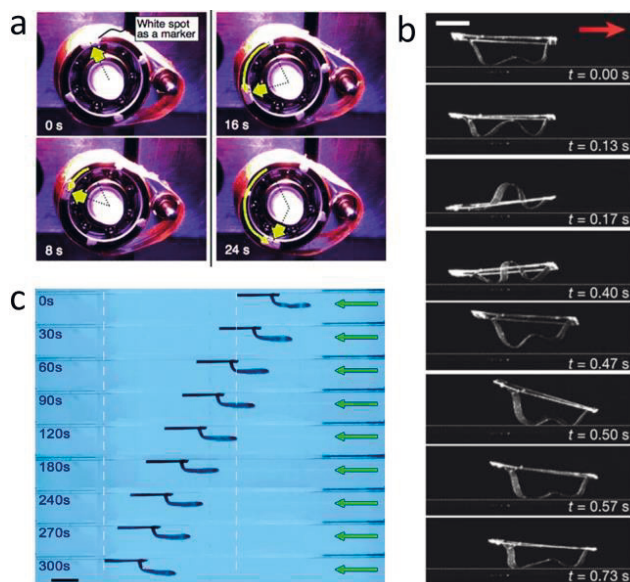 a
White spot
as a marker
0 s
16 s
8 s
24 s
b
t = 0.00 s
t = 0.13 s
t = 0.17 s
t = 0.40 s
t = 0.47 s
t = 0.50 s
t = 0.57 s
t = 0.73 s
c
0s
30s
60s
90s
120s
180s
240s
270s
300s